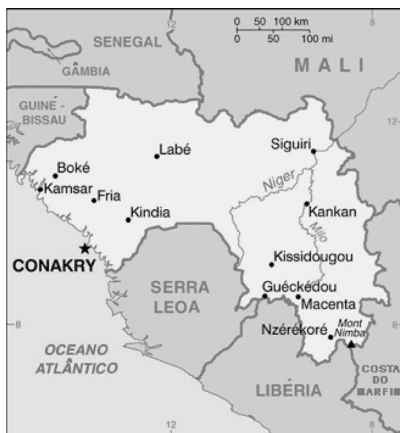 12
8
0 50 100 km
0 50 100 mi
SENEGAL
MALI
GÂMBIA
GUINÉ-
BISSAU
12
Labé
Siguiri
Boké
Niger
Kamsar
Fria
Kankan
Kindia
Milo
CONAKRY
Kissidougou
SERRA
LEOA
Guéckédou
Macenta
8
8
Nzérékoré
Mont
Nimba
OCEANO
ATLÂNTICO
COSTA
DO
MARFIM
LIBÉRIA
12
8